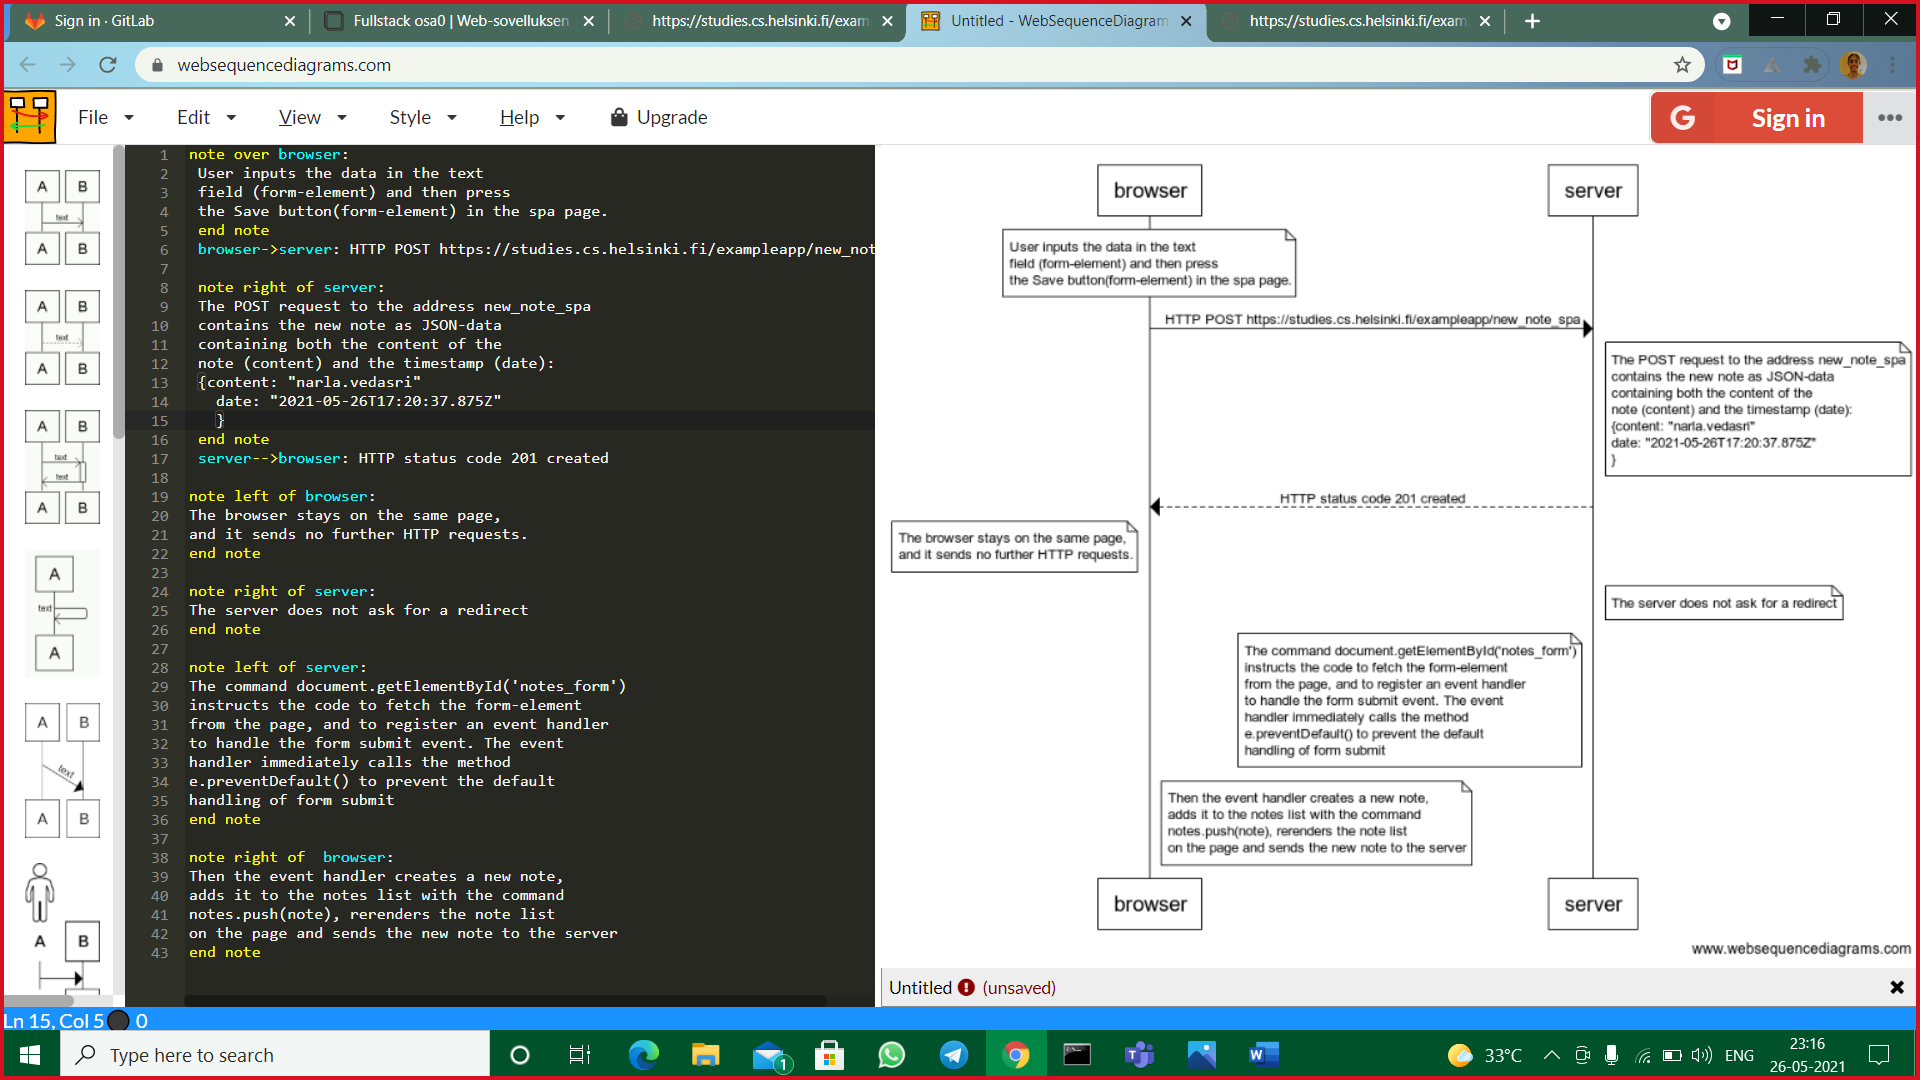 Sign in · GitLab
Fullstack osa0 | Web-sovelluksen
https://studies.cs.helsinki.fi/exam
Untitled - WebSequenceDiagram
https://studies.cs.helsinki.fi/exam
websequencediagrams.com
File
Edit
View
Style
Help
Upgrade
G
Sign in
1 note over browser:
2 User inputs the data in the text
3 field (form-element) and then press
4 the Save button(form-element) in the spa page.
5 end note
6 browser->server: HTTP POST https://studies.cs.helsinki.fi/exampleapp/new_not
7
8 note right of server:
9 The POST request to the address new_note_spa
10 contains the new note as JSON-data
11 containing both the content of the
12 note (content) and the timestamp (date):
13 {content: "narla.vedasri"
14 date: "2021-05-26T17:20:37.875Z"
15 }
16 end note
17 server-->browser: HTTP status code 201 created
18
19 note left of browser:
20 The browser stays on the same page,
21 and it sends no further HTTP requests.
22 end note
23
24 note right of server:
25 The server does not ask for a redirect
26 end note
27
28 note left of server:
29 The command document.getElementById('notes_form')
30 instructs the code to fetch the form-element
31 from the page, and to register an event handler
32 to handle the form submit event. The event
33 handler immediately calls the method
34 e.preventDefault() to prevent the default
35 handling of form submit
36 end note
37
38 note right of  browser:
39 Then the event handler creates a new note,
40 adds it to the notes list with the command
41 notes.push(note), rerenders the note list
42 on the page and sends the new note to the server
43 end note
A B
text
A B
A B
text
A B
A B
text
text
A B
A
text
A
A B
text
A B
A B
browser
server
User inputs the data in the text
field (form-element) and then press
the Save button(form-element) in the spa page.
HTTP POST https://studies.cs.helsinki.fi/exampleapp/new_note_spa
The POST request to the address new_note_spa
contains the new note as JSON-data
containing both the content of the
note (content) and the timestamp (date):
{content: "narla.vedasri"
date: "2021-05-26T17:20:37.875Z"
}
HTTP status code 201 created
The browser stays on the same page,
and it sends no further HTTP requests.
The server does not ask for a redirect
The command document.getElementById('notes_form')
instructs the code to fetch the form-element
from the page, and to register an event handler
to handle the form submit event. The event
handler immediately calls the method
e.preventDefault() to prevent the default
handling of form submit
Then the event handler creates a new note,
adds it to the notes list with the command
notes.push(note), rerenders the note list
on the page and sends the new note to the server
browser
server
www.websequencediagrams.com
Untitled ! (unsaved)
Ln 15, Col 5 0
Type here to search
1
33°C
ENG
23:16
26-05-2021